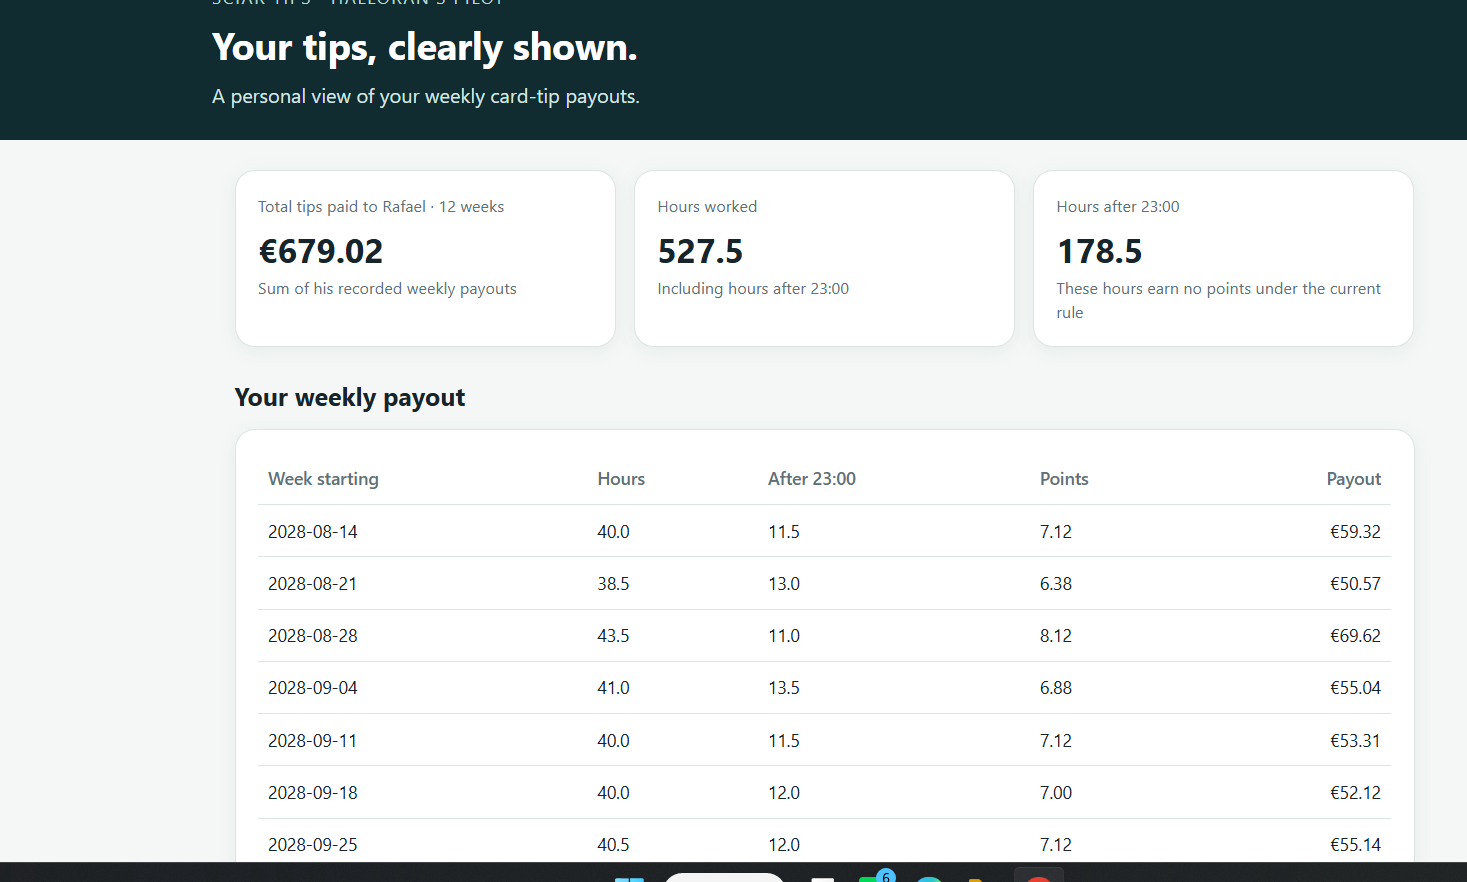 Your tips, clearly shown.
A personal view of your weekly card-tip payouts.
Total tips paid to Rafael · 12 weeks
€679.02
Sum of his recorded weekly payouts
Hours worked
527.5
Including hours after 23:00
Hours after 23:00
178.5
These hours earn no points under the current
rule
Your weekly payout
Week starting Hours After 23:00 Points Payout
2028-08-14 40.0 11.5 7.12 €59.32
2028-08-21 38.5 13.0 6.38 €50.57
2028-08-28 43.5 11.0 8.12 €69.62
2028-09-04 41.0 13.5 6.88 €55.04
2028-09-11 40.0 11.5 7.12 €53.31
2028-09-18 40.0 12.0 7.00 €52.12
2028-09-25 40.5 12.0 7.12 €55.14
6